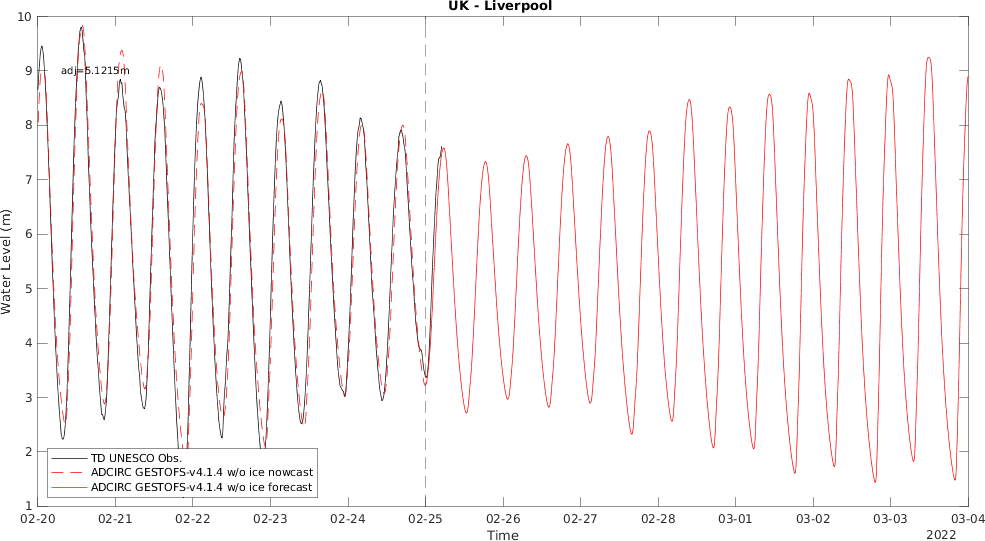 UK - Liverpool
10
9
8
7
6
5
4
3
2
1
Water Level (m)
adj=5.1215m
TD UNESCO Obs.
ADCIRC GESTOFS-v4.1.4 w/o ice nowcast
ADCIRC GESTOFS-v4.1.4 w/o ice forecast
02-20 02-21 02-22 02-23 02-24 02-25 02-26 02-27 02-28 03-01 03-02 03-03 03-04
Time
2022